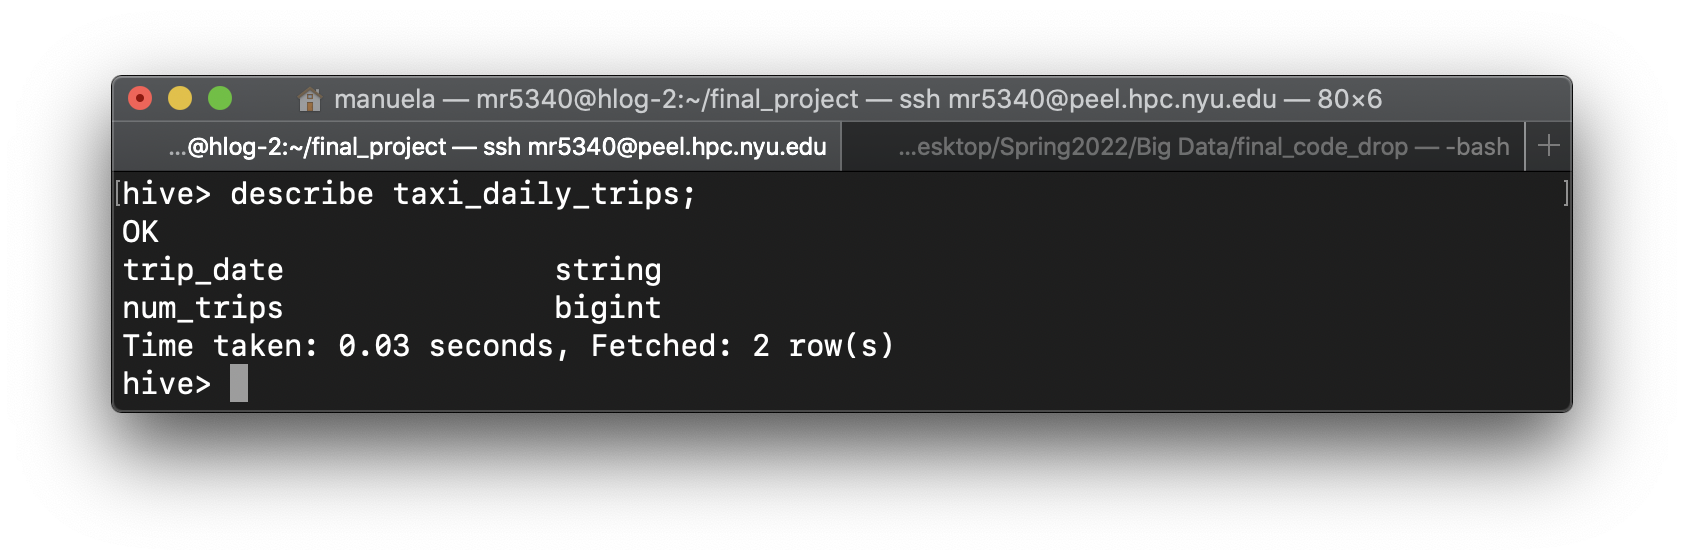 manuela — mr5340@hlog-2:~/final_project — ssh mr5340@peel.hpc.nyu.edu — 80×6
...@hlog-2:~/final_project — ssh mr5340@peel.hpc.nyu.edu
...esktop/Spring2022/Big Data/final_code_drop — -bash
[hive> describe taxi_daily_trips; ]
OK
trip_date string
num_trips bigint
Time taken: 0.03 seconds, Fetched: 2 row(s)
hive>